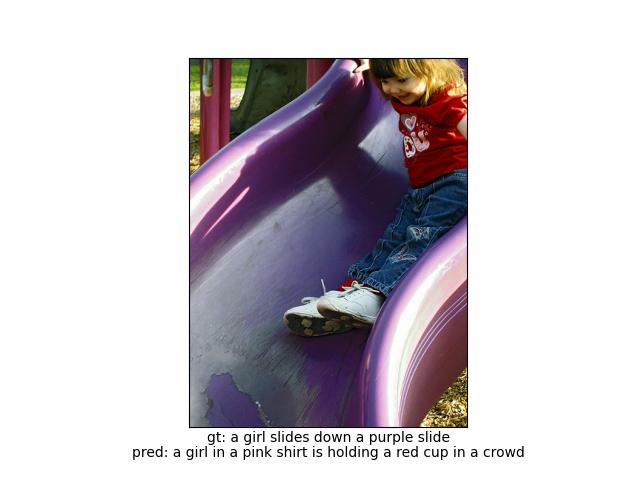 gt: a girl slides down a purple slide
pred: a girl in a pink shirt is holding a red cup in a crowd